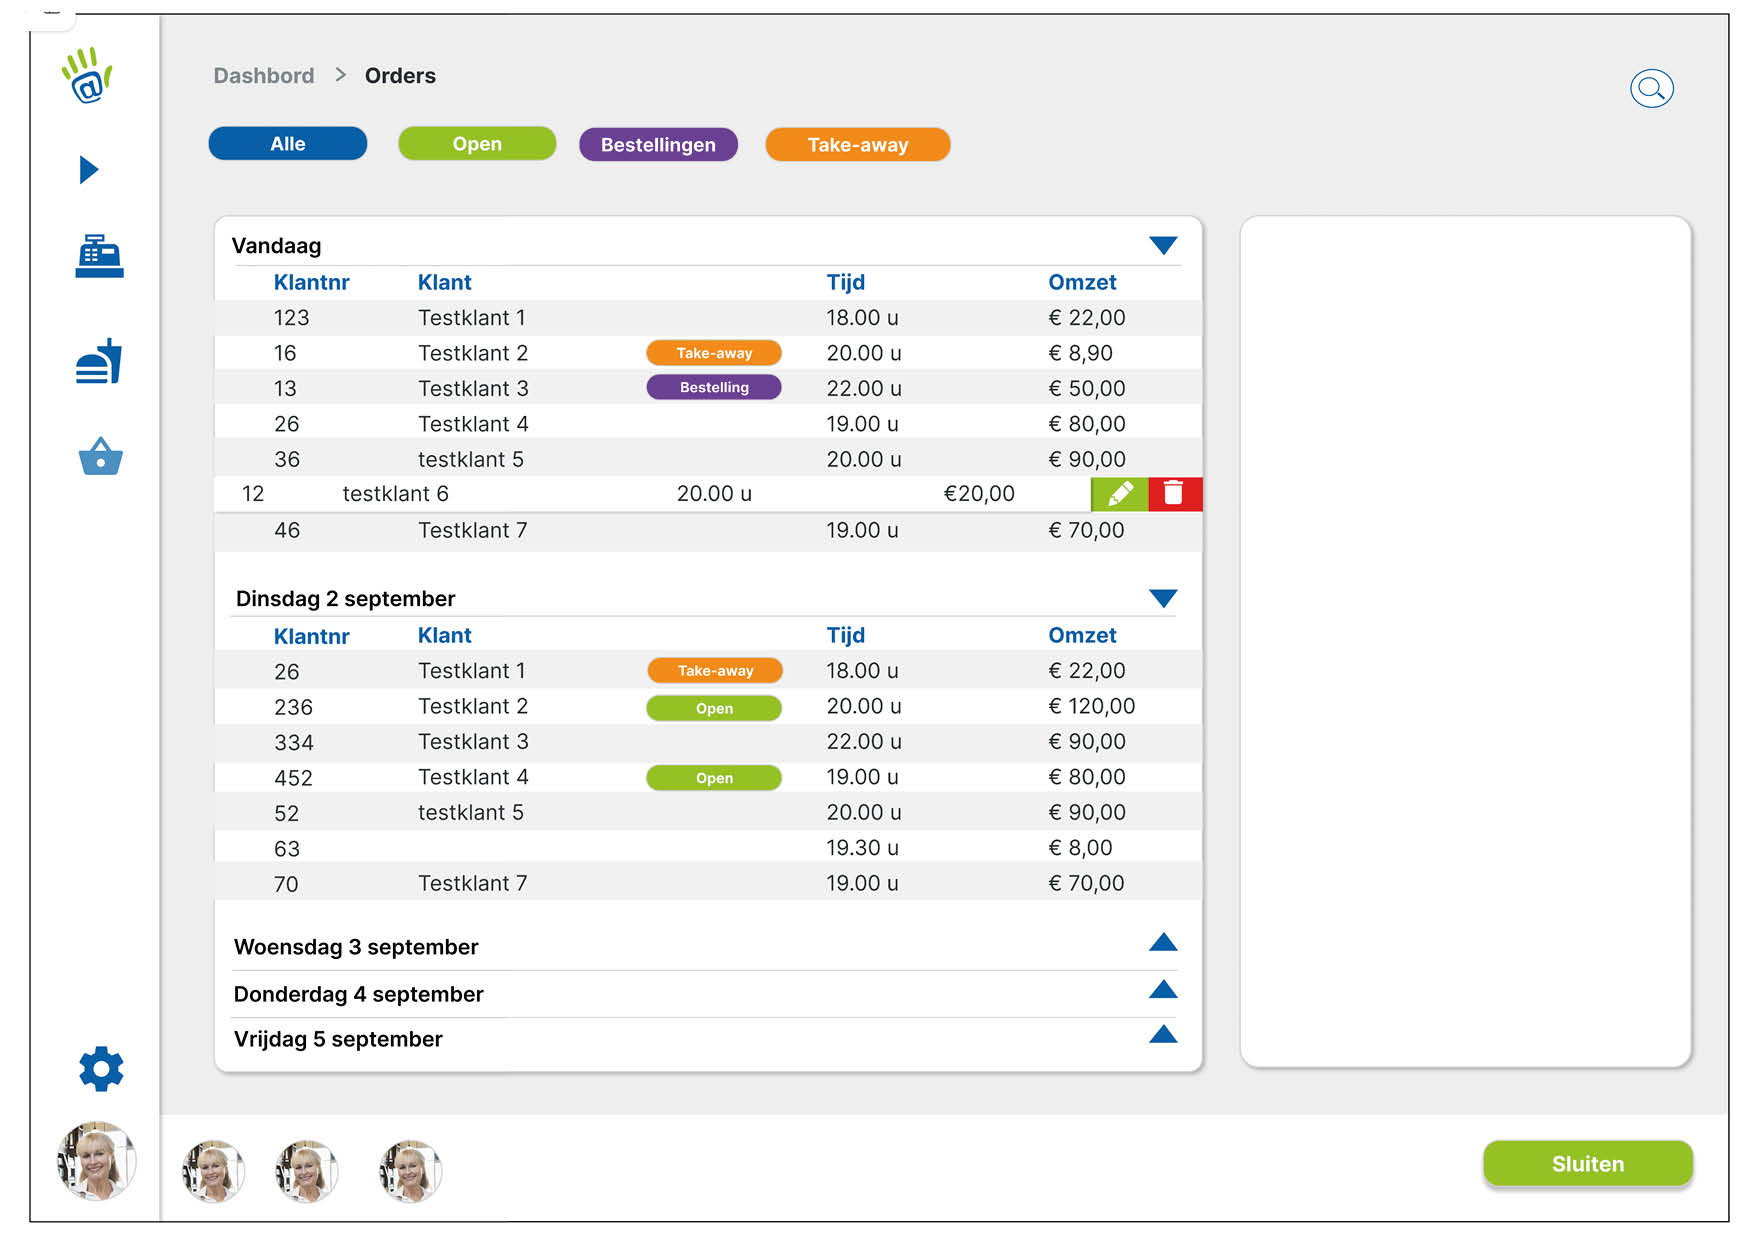 Dashbord > Orders
Alle Open Bestellingen Take-away
Vandaag
Klantnr Klant Tijd Omzet
123 Testklant 1 18.00 u € 22,00
16 Testklant 2 Take-away 20.00 u € 8,90
13 Testklant 3 Bestelling 22.00 u € 50,00
26 Testklant 4 19.00 u € 80,00
36 testklant 5 20.00 u € 90,00
12 testklant 6 20.00 u €20,00
46 Testklant 7 19.00 u € 70,00
Dinsdag 2 september
Klantnr Klant Tijd Omzet
26 Testklant 1 Take-away 18.00 u € 22,00
236 Testklant 2 Open 20.00 u € 120,00
334 Testklant 3 22.00 u € 90,00
452 Testklant 4 Open 19.00 u € 80,00
52 testklant 5 20.00 u € 90,00
63 19.30 u € 8,00
70 Testklant 7 19.00 u € 70,00
Woensdag 3 september
Donderdag 4 september
Vrijdag 5 september
Sluiten